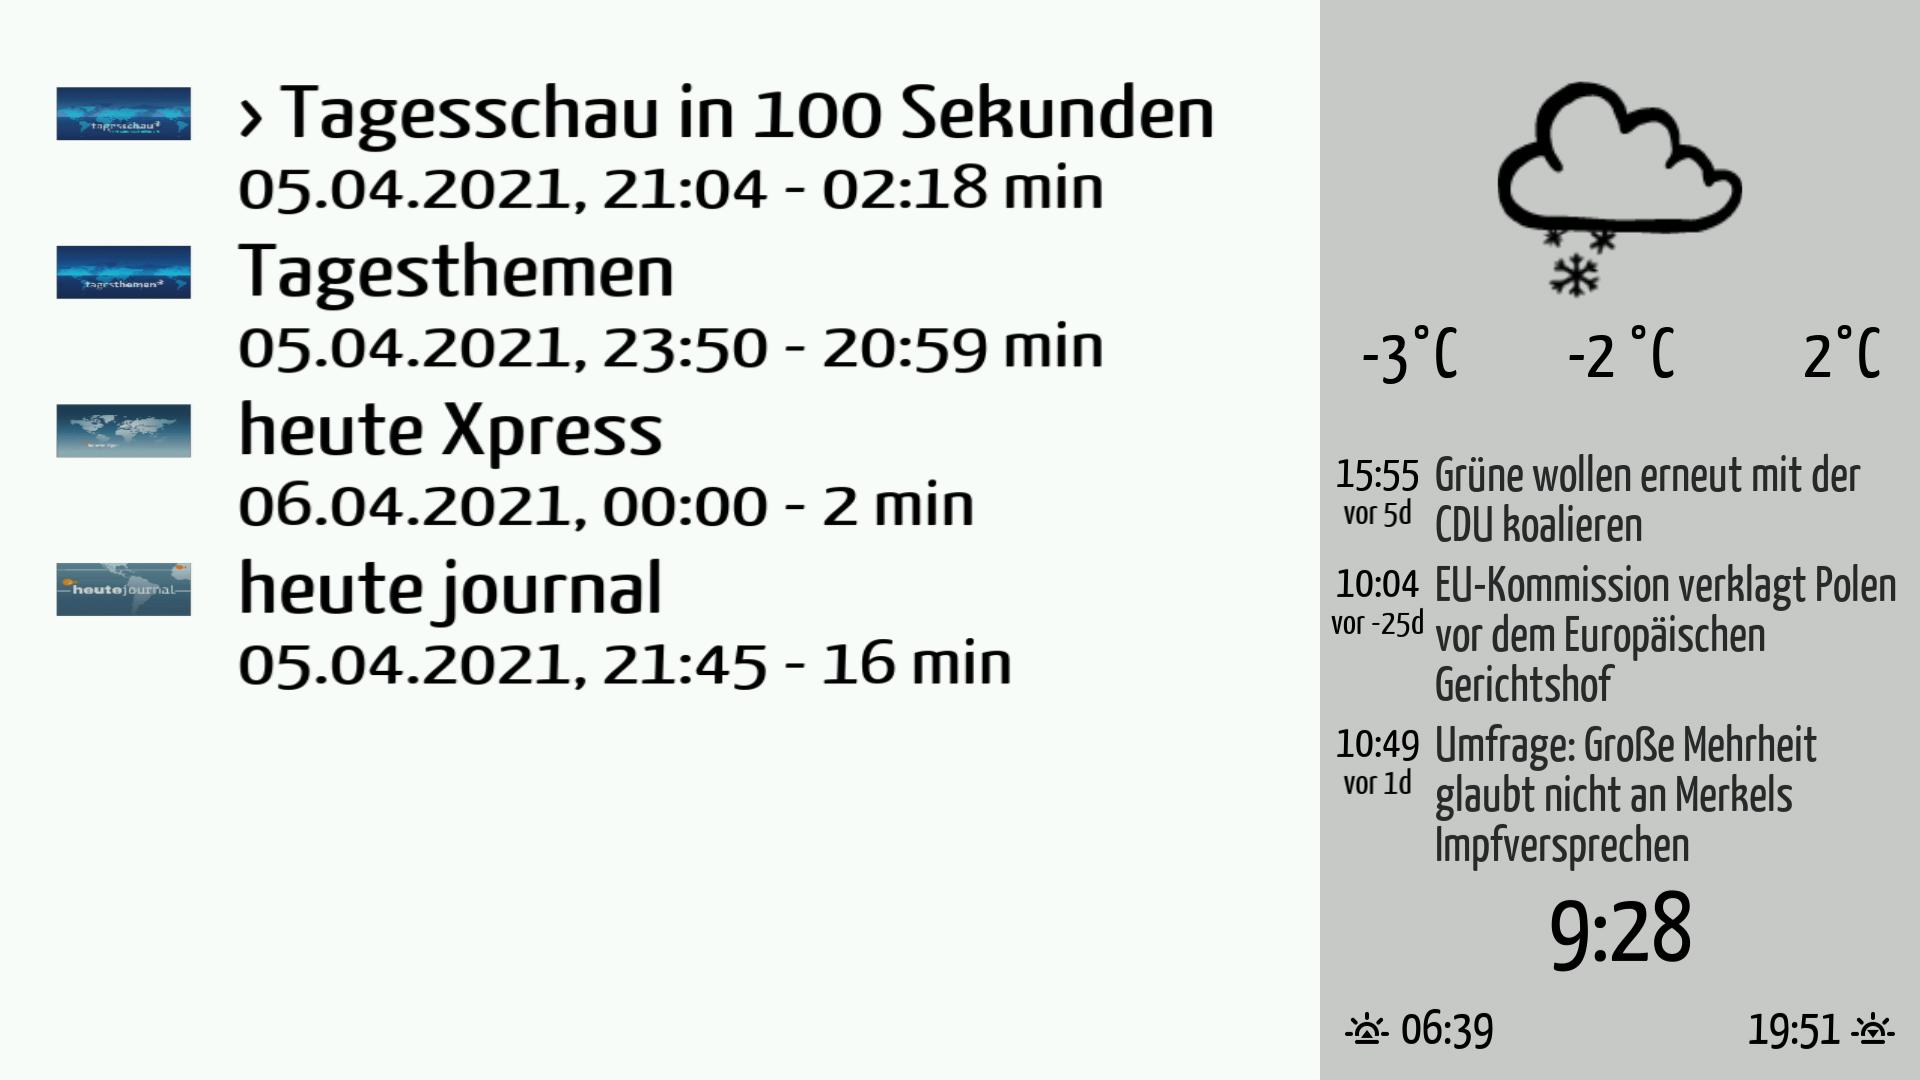 tagesschau
› Tagesschau in 100 Sekunden
05.04.2021, 21:04 - 02:18 min
tagesthemen
Tagesthemen
05.04.2021, 23:50 - 20:59 min
heute Xpress
06.04.2021, 00:00 - 2 min
heutejournal
heute journal
05.04.2021, 21:45 - 16 min
-3°C -2 °C 2°C
15:55 Grüne wollen erneut mit der
vor 5d CDU koalieren
10:04 EU-Kommission verklagt Polen
vor -25d vor dem Europäischen
Gerichtshof
10:49 Umfrage: Große Mehrheit
vor 1d glaubt nicht an Merkels
Impfversprechen
9:28
06:39 19:51